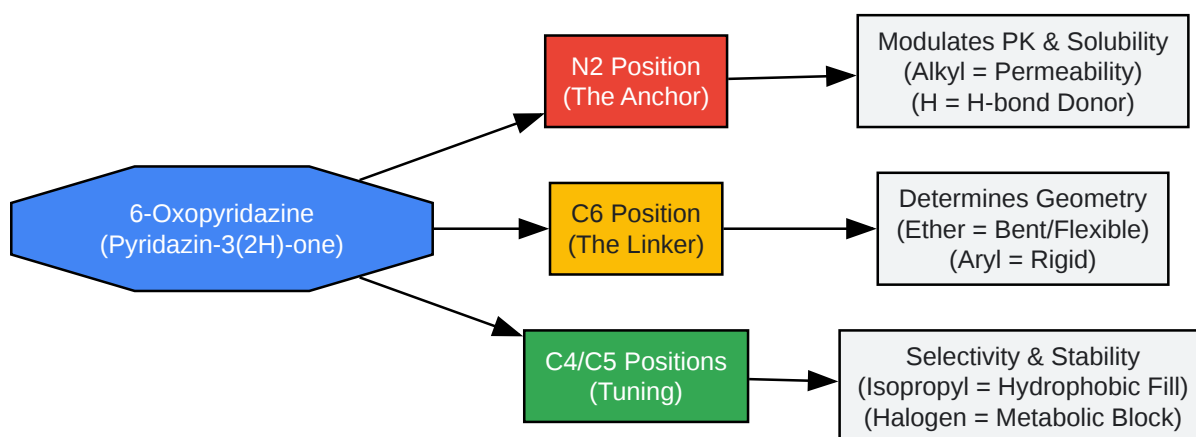 6-Oxopyridazine
(Pyridazin-3(2H)-one)
N2 Position
(The Anchor)
Modulates PK & Solubility
(Alkyl = Permeability)
(H = H-bond Donor)
C6 Position
(The Linker)
Determines Geometry
(Ether = Bent/Flexible)
(Aryl = Rigid)
C4/C5 Positions
(Tuning)
Selectivity & Stability
(Isopropyl = Hydrophobic Fill)
(Halogen = Metabolic Block)